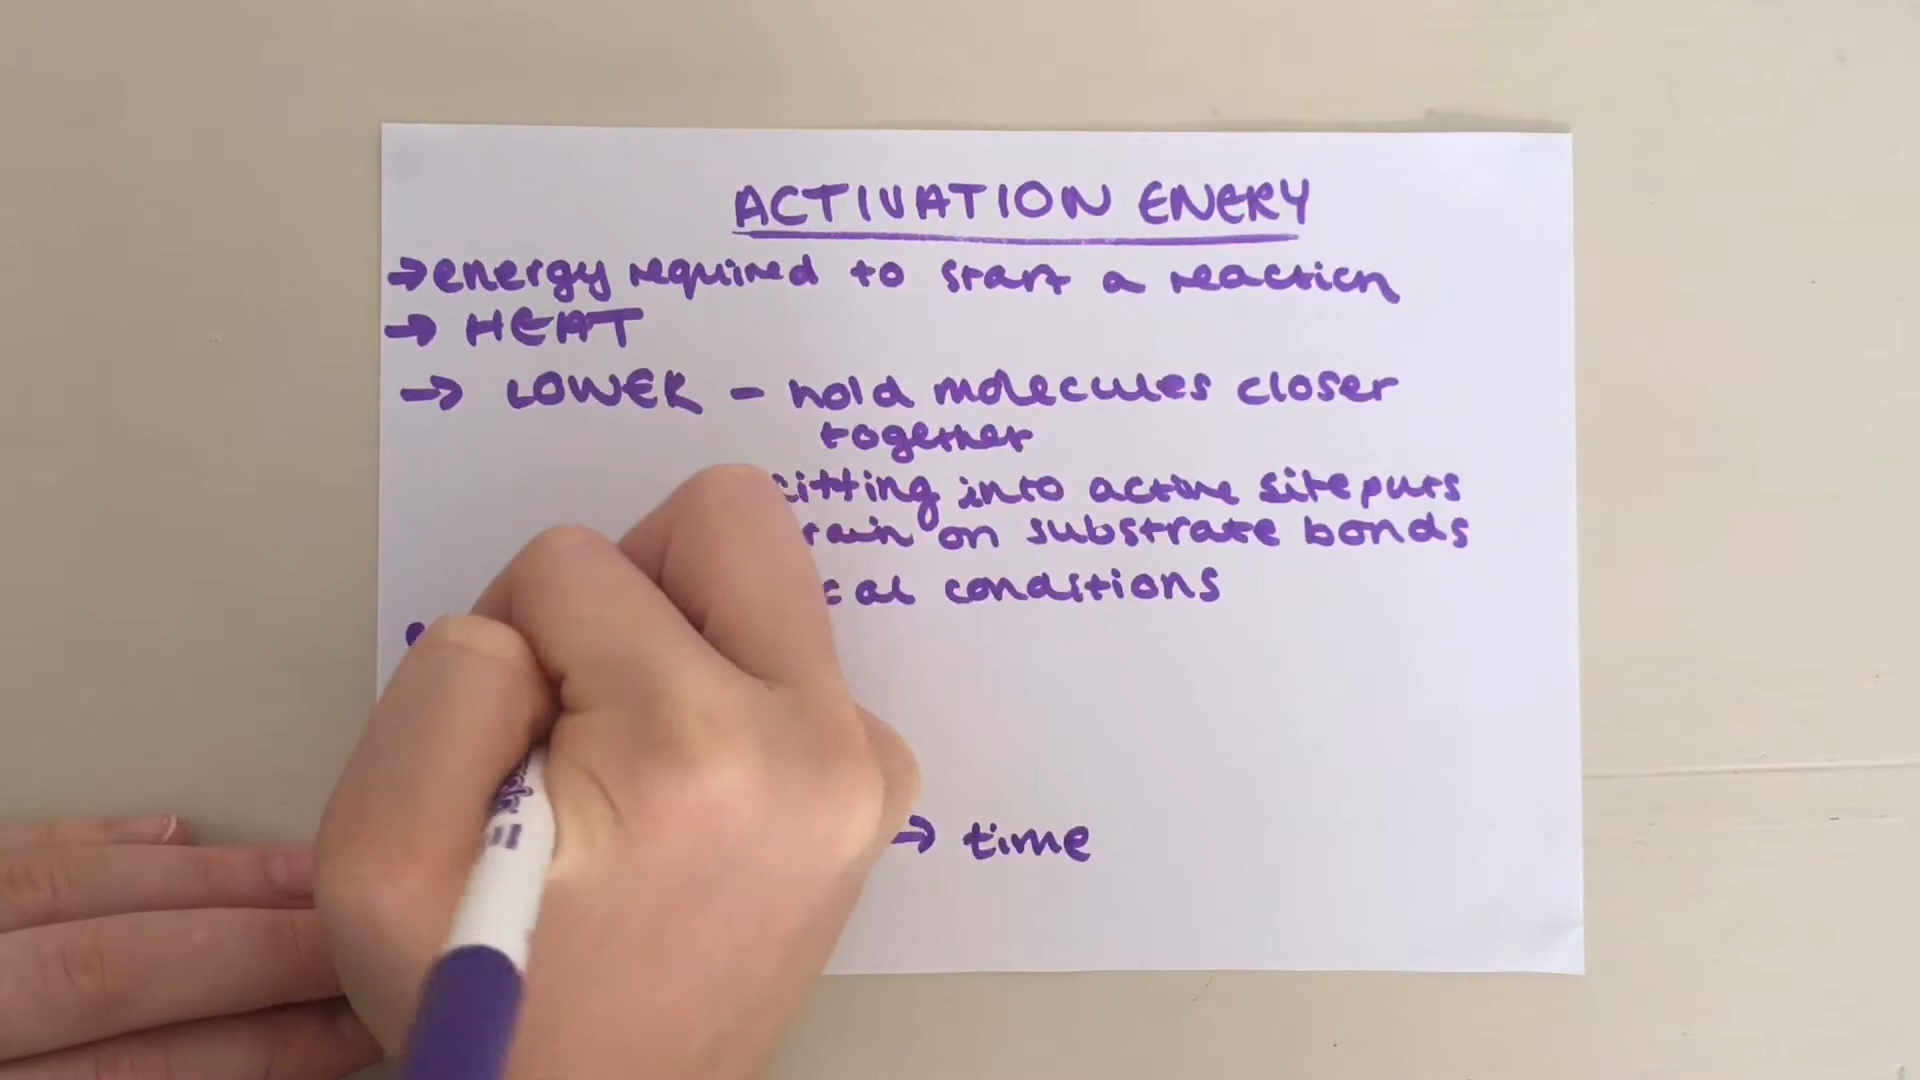 ACTIVATION ENERY
→energy required to start a reaction
→ HEAT
→ LOWER - hold molecules closer
together
into active site puts
on substrate bonds
conditions
→ time